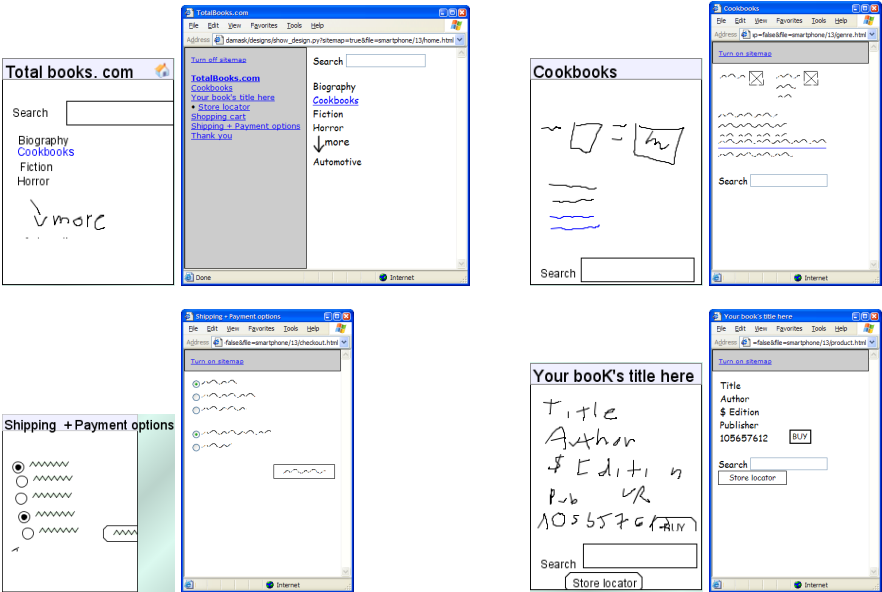 Total books. com
Search
Biography
Cookbooks
Fiction
Horror
more
TotalBooks.com
File Edit View Favorites Tools Help
Address damask/designs/show_design.py?sitemap=true&file=smartphone/13/home.html
Turn off sitemap
TotalBooks.com
Cookbooks
Your book's title here
• Store locator
Shopping cart
Shipping + Payment options
Thank you
Search
Biography
Cookbooks
Fiction
Horror
more
Automotive
Done
Internet
Cookbooks
Search
Cookbooks
File Edit View Favorites Tools Help
Address ıp=false&file=smartphone/13/genre.html
Turn on sitemap
Search
Internet
Shipping + Payment options
Shipping + Payment options
File Edit View Favorites Tools Help
Address -false&file=smartphone/13/checkout.html
Turn on sitemap
Internet
Your booK's title here
Title
Author
$ Edition
Pub
BUY
Search
Store locator
Your book's title here
File Edit View Favorites Tools Help
Address =false&file=smartphone/13/product.html
Turn on sitemap
Title
Author
$ Edition
Publisher
105657612 BUY
Search
Store locator
Internet